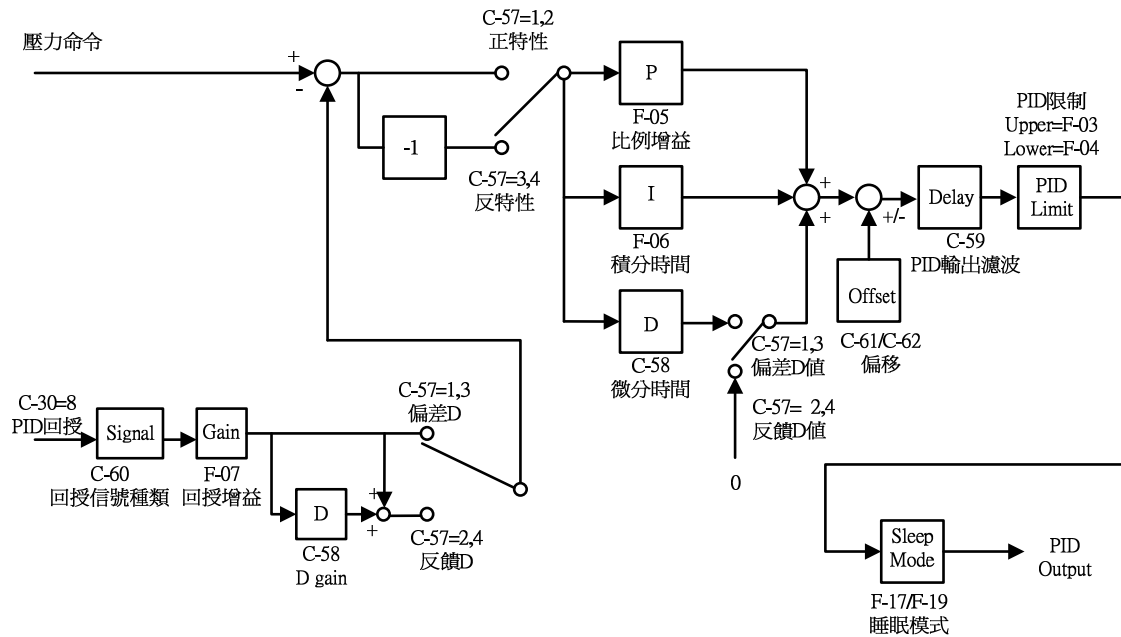 C-57=1,2
正特性
壓力命令
+
-
P
F-05
比例增益
-1
C-57=3,4
反特性
I
F-06
積分時間
D
C-58
微分時間
+
+
+/-
Delay
C-59
PID輸出濾波
PID限制
Upper=F-03
Lower=F-04
PID
Limit
Offset
C-61/C-62
偏移
C-57=1,3
偏差D值
C-57= 2,4
反饋D值
0
C-30=8
PID回授
Signal
C-60
回授信號種類
Gain
F-07
回授增益
C-57=1,3
偏差D
D
C-58
D gain
+
+
C-57=2,4
反饋D
Sleep
Mode
F-17/F-19
睡眠模式
PID
Output